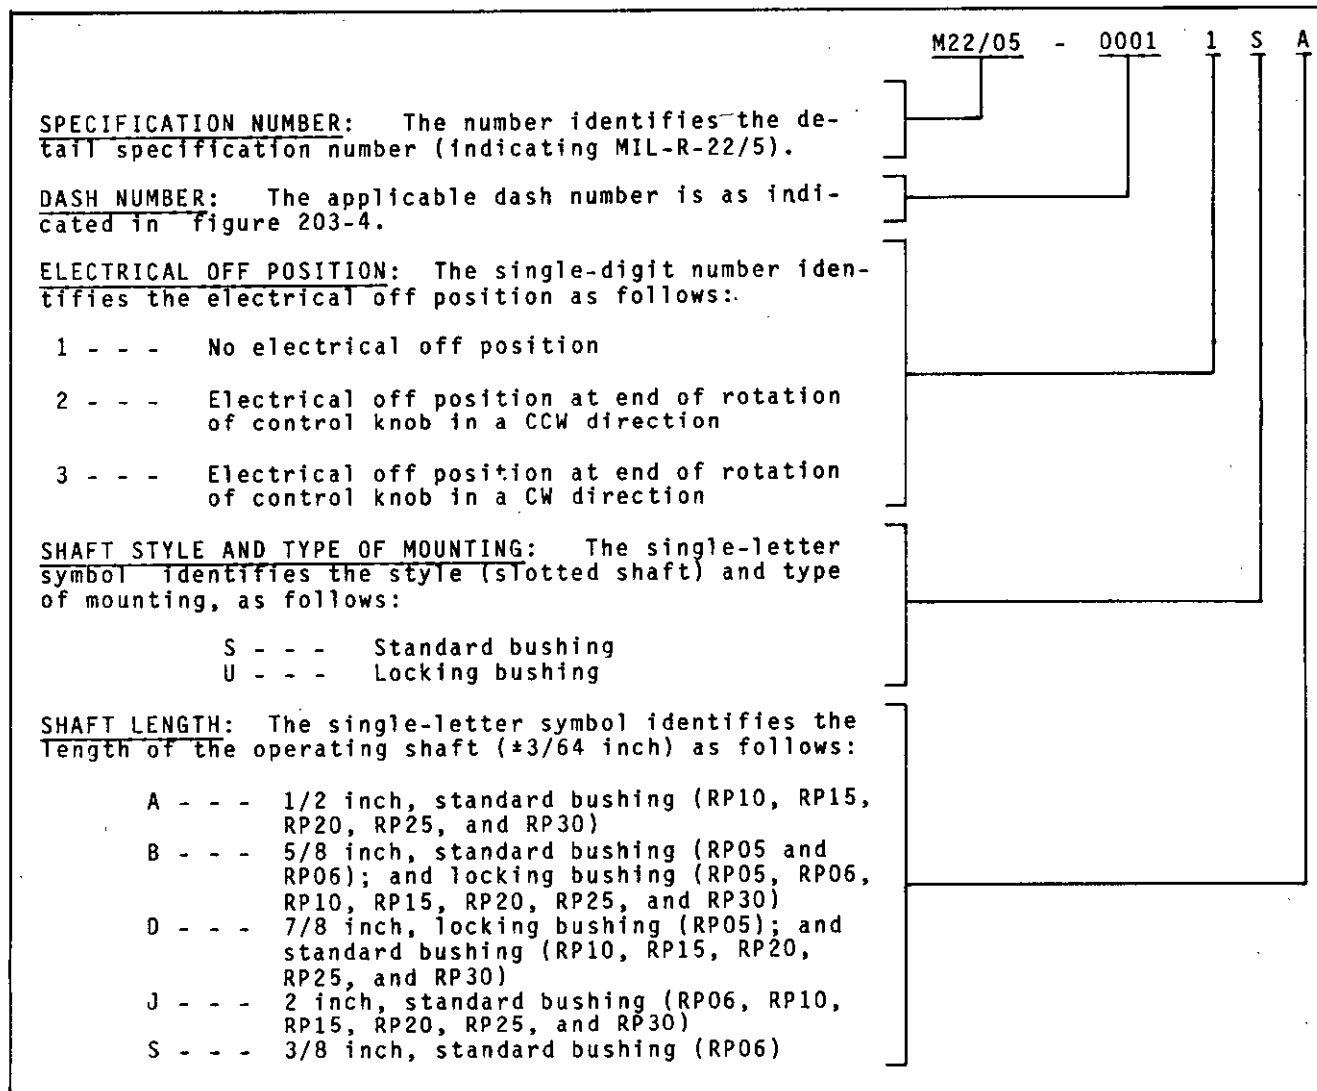 M22/05 - 0001 1 S A
SPECIFICATION NUMBER: The number identifies the de-
tail specification number (indicating MIL-R-22/5).
DASH NUMBER: The applicable dash number is as indi-
cated in figure 203-4.
ELECTRICAL OFF POSITION: The single-digit number iden-
tifies the electrical off position as follows:
1 - - - No electrical off position
2 - - - Electrical off position at end of rotation
of control knob in a CCW direction
3 - - - Electrical off position at end of rotation
of control knob in a CW direction
SHAFT STYLE AND TYPE OF MOUNTING: The single-letter
symbol identifies the style (slotted shaft) and type
of mounting, as follows:
S - - - Standard bushing
U - - - Locking bushing
SHAFT LENGTH: The single-letter symbol identifies the
length of the operating shaft (±3/64 inch) as follows:
A - - - 1/2 inch, standard bushing (RP10, RP15,
RP20, RP25, and RP30)
B - - - 5/8 inch, standard bushing (RP05 and
RP06); and locking bushing (RP05, RP06,
RP10, RP15, RP20, RP25, and RP30)
D - - - 7/8 inch, locking bushing (RP05); and
standard bushing (RP10, RP15, RP20,
RP25, and RP30)
J - - - 2 inch, standard bushing (RP06, RP10,
RP15, RP20, RP25, and RP30)
S - - - 3/8 inch, standard bushing (RP06)